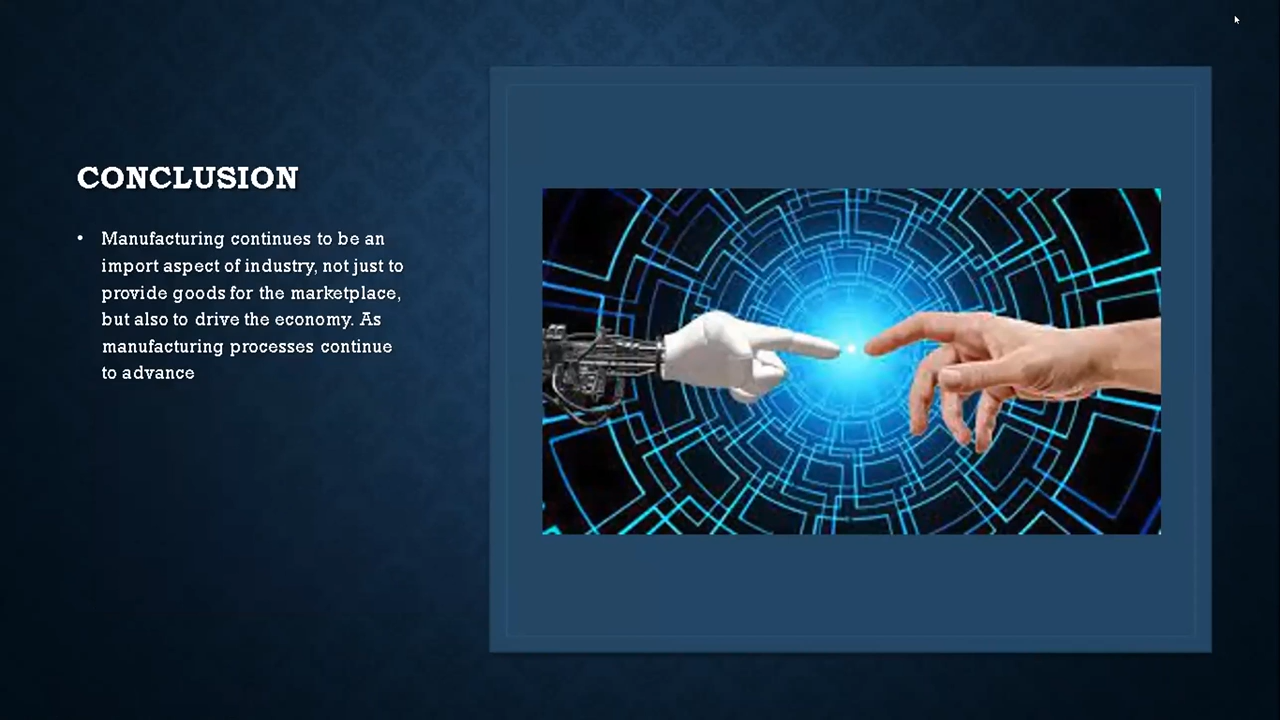 CONCLUSION
• Manufacturing continues to be an
import aspect of industry, not just to
provide goods for the marketplace,
but also to drive the economy. As
manufacturing processes continue
to advance